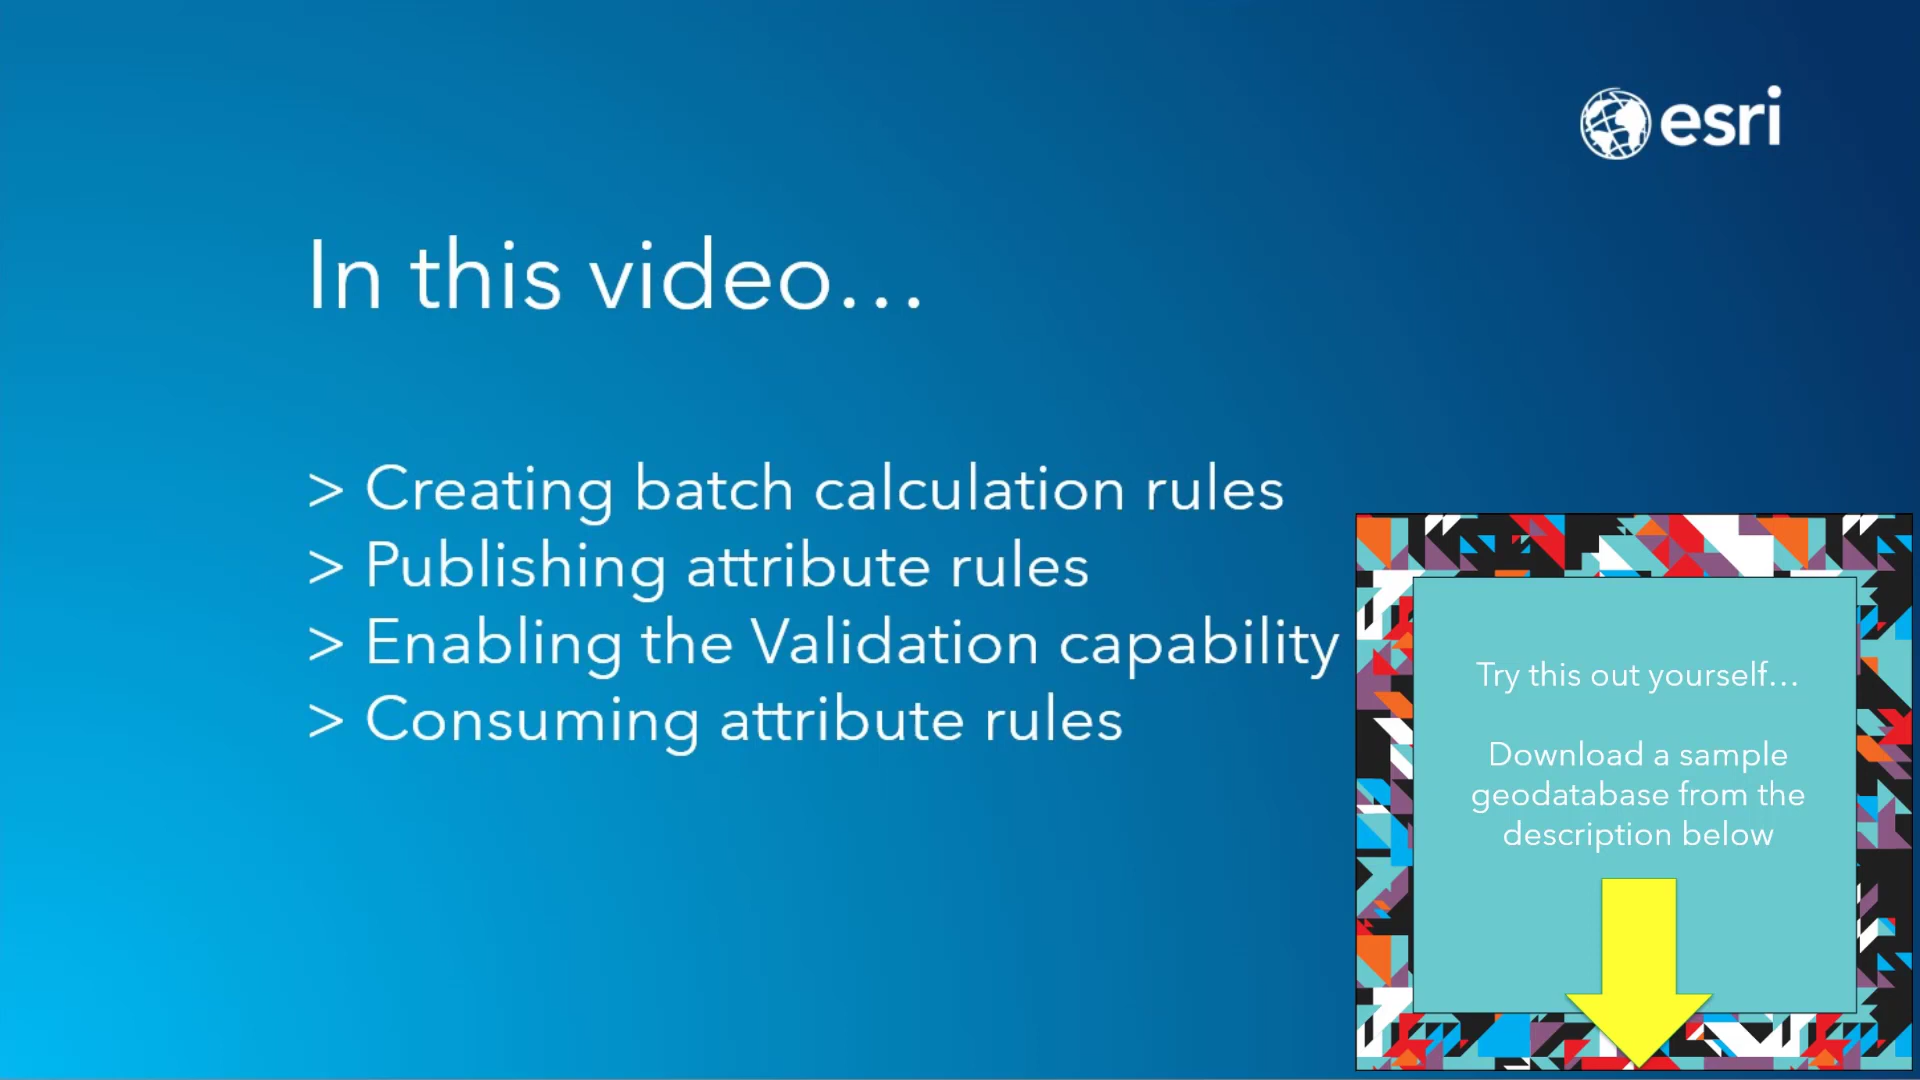 esri
In this video...
> Creating batch calculation rules
> Publishing attribute rules
> Enabling the Validation capability
> Consuming attribute rules
Try this out yourself...
Download a sample
geodatabase from the
description below